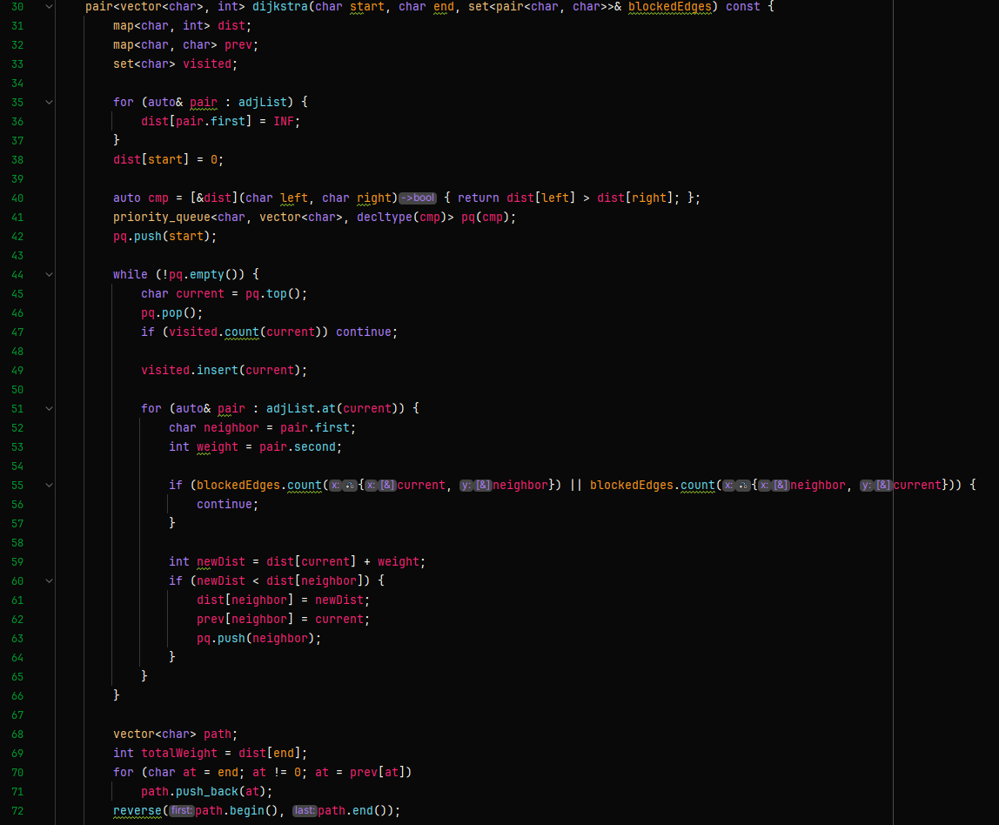 30 pair<vector<char>, int> dijkstra(char start, char end, set<pair<char, char>>& blockedEdges) const {
31 map<char, int> dist;
32 map<char, char> prev;
33 set<char> visited;
34
35 for (auto& pair : adjList) {
36 dist[pair.first] = INF;
37 }
38 dist[start] = 0;
39
40 auto cmp = [&dist](char left, char right)->bool { return dist[left] > dist[right]; };
41 priority_queue<char, vector<char>, decltype(cmp)> pq(cmp);
42 pq.push(start);
43
44 while (!pq.empty()) {
45 char current = pq.top();
46 pq.pop();
47 if (visited.count(current)) continue;
48
49 visited.insert(current);
50
51 for (auto& pair : adjList.at(current)) {
52 char neighbor = pair.first;
53 int weight = pair.second;
54
55 if (blockedEdges.count(x: {x: [&]current, y: [&]neighbor}) || blockedEdges.count(x: {x: [&]neighbor, y: [&]current})) {
56 continue;
57 }
58
59 int newDist = dist[current] + weight;
60 if (newDist < dist[neighbor]) {
61 dist[neighbor] = newDist;
62 prev[neighbor] = current;
63 pq.push(neighbor);
64 }
65 }
66 }
67
68 vector<char> path;
69 int totalWeight = dist[end];
70 for (char at = end; at != 0; at = prev[at])
71 path.push_back(at);
72 reverse(first: path.begin(), last: path.end());